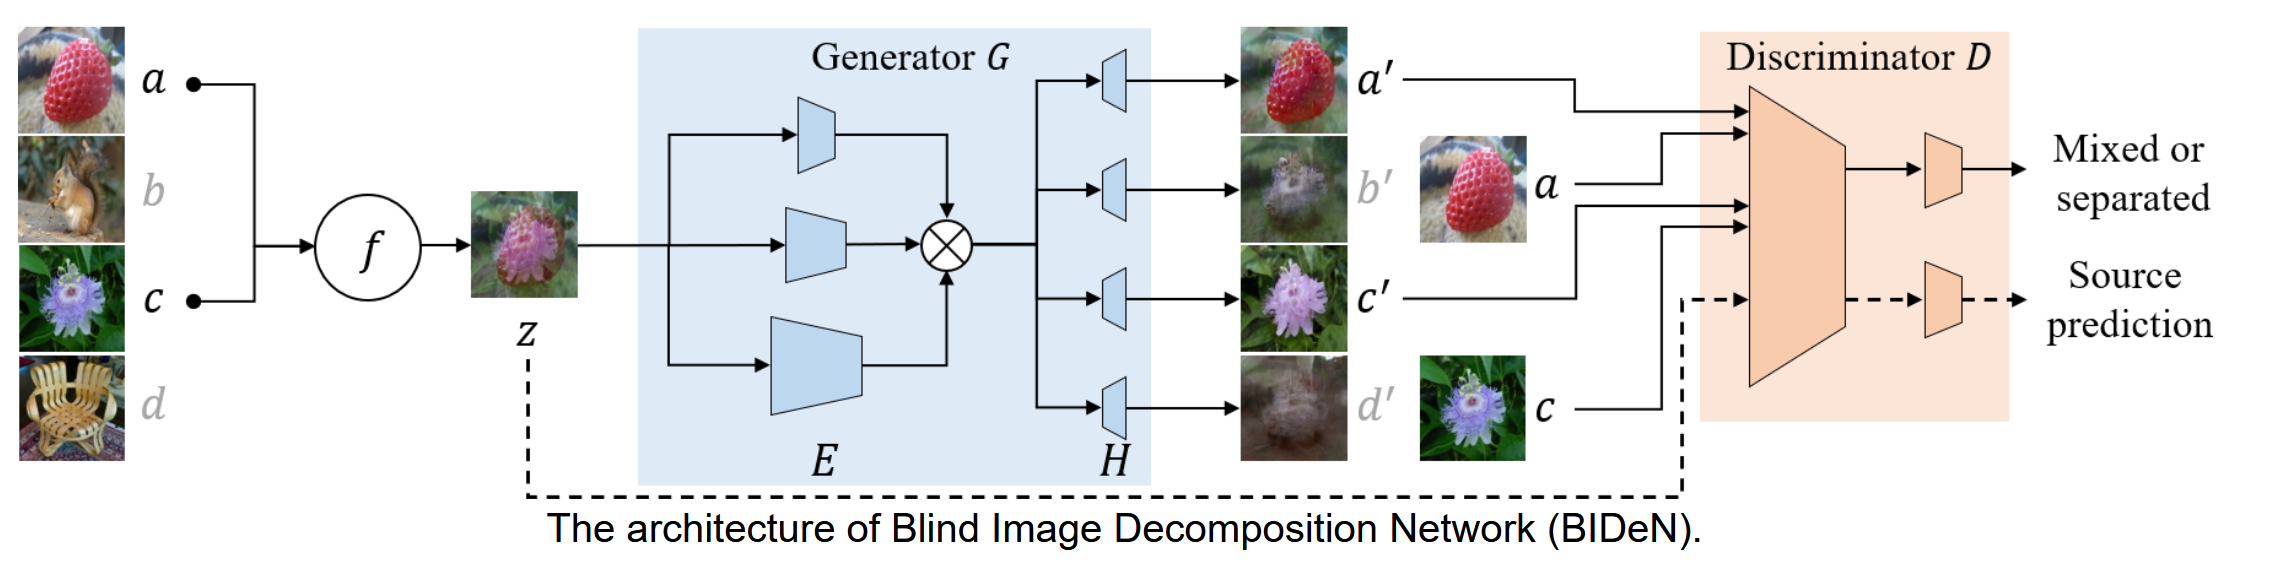 a
b
c
d
f
z
Generator G
E
H
a′
b′
c′
d′
a
c
Discriminator D
Mixed or
separated
Source
prediction
The architecture of Blind Image Decomposition Network (BIDeN).